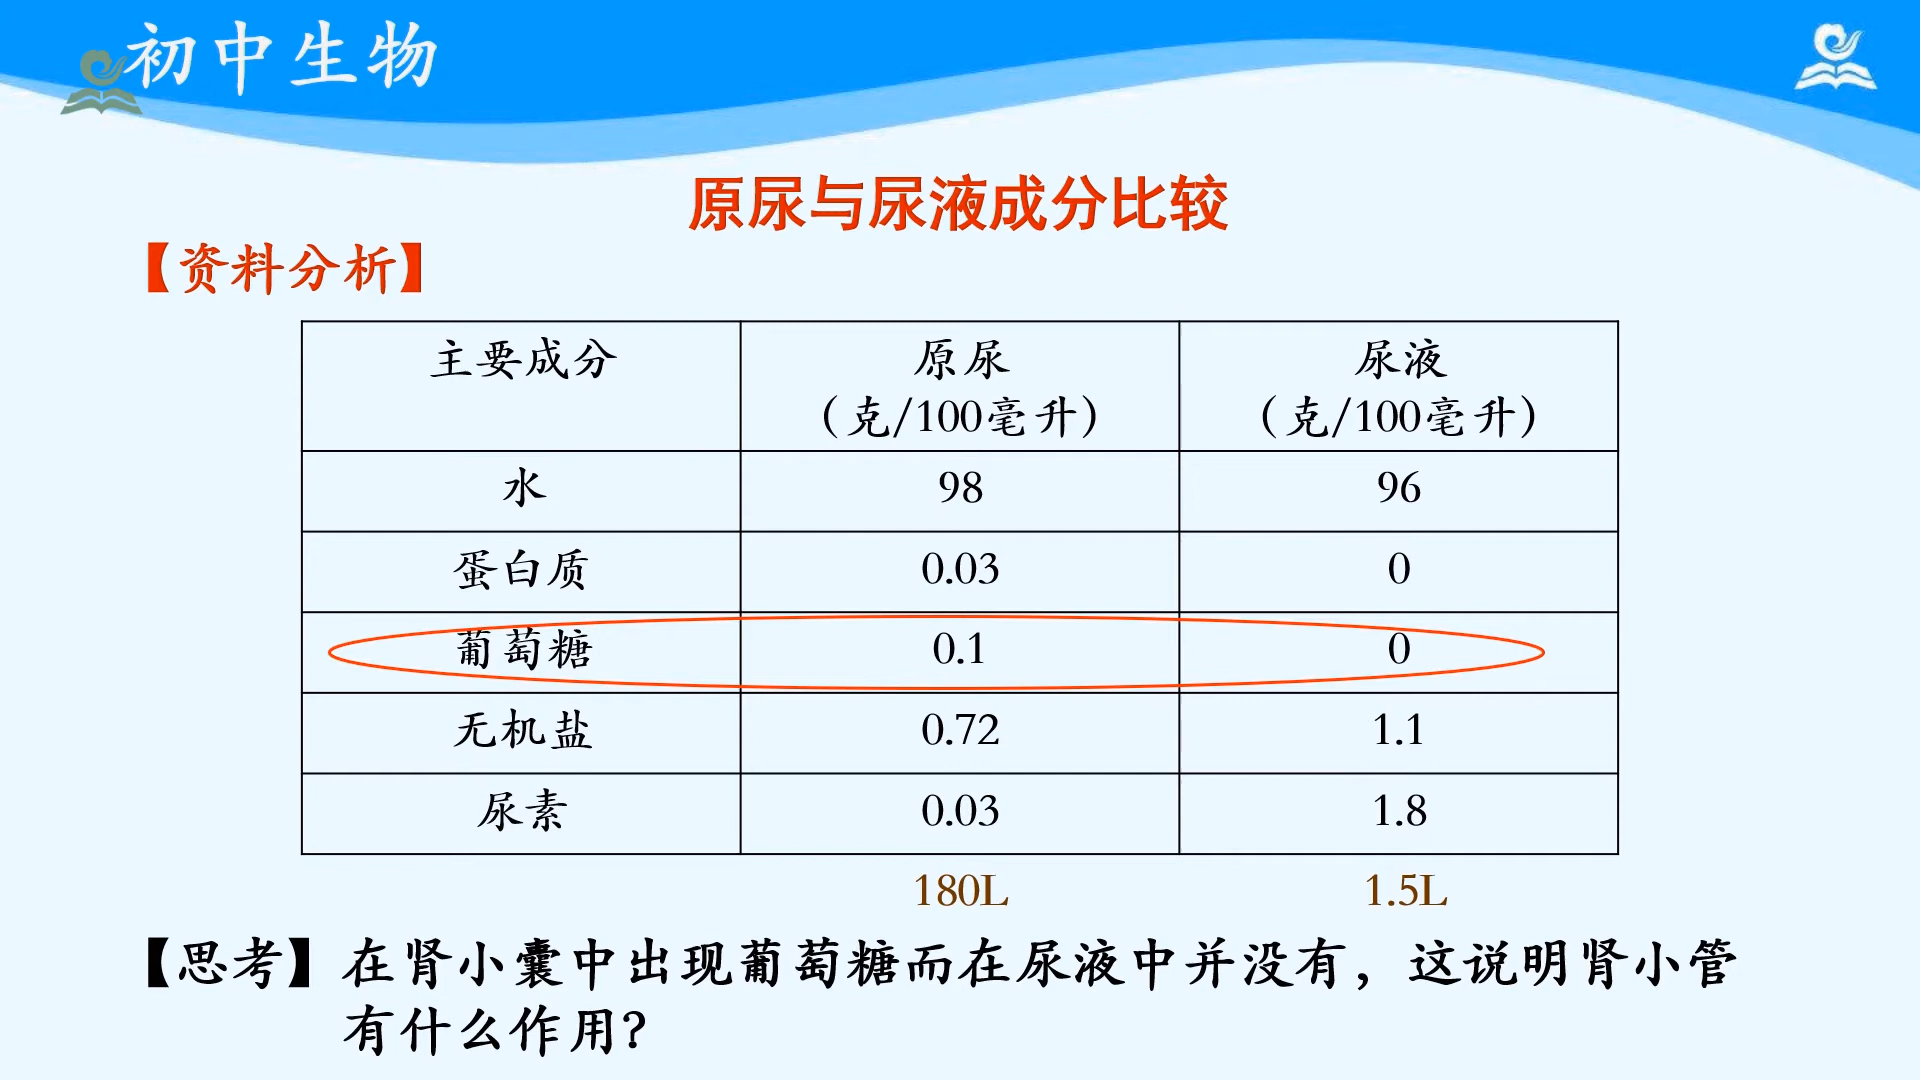 初中生物
原尿与尿液成分比较
【资料分析】
主要成分 原尿 尿液
（克/100毫升） （克/100毫升）
水 98 96
蛋白质 0.03 0
葡萄糖 0.1 0
无机盐 0.72 1.1
尿素 0.03 1.8
180L 1.5L
【思考】在肾小囊中出现葡萄糖而在尿液中并没有，这说明肾小管
有什么作用？